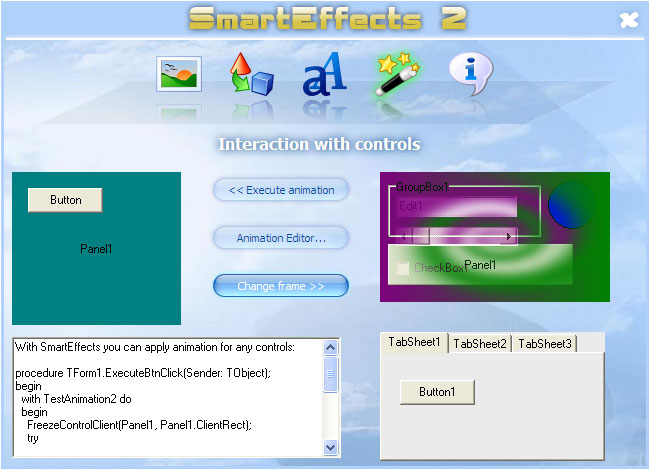 SmartEffects 2
Interaction with controls
Button
Panel1
<< Execute animation
Animation Editor...
Change frame >>
GroupBox1
Edit1
CheckBox
Panel1
With SmartEffects you can apply animation for any controls:
procedure TForm1.ExecuteBtnClick(Sender: TObject);
begin
with TestAnimation2 do
begin
FreezeControlClient(Panel1, Panel1.ClientRect);
try
TabSheet1 TabSheet2 TabSheet3
Button1